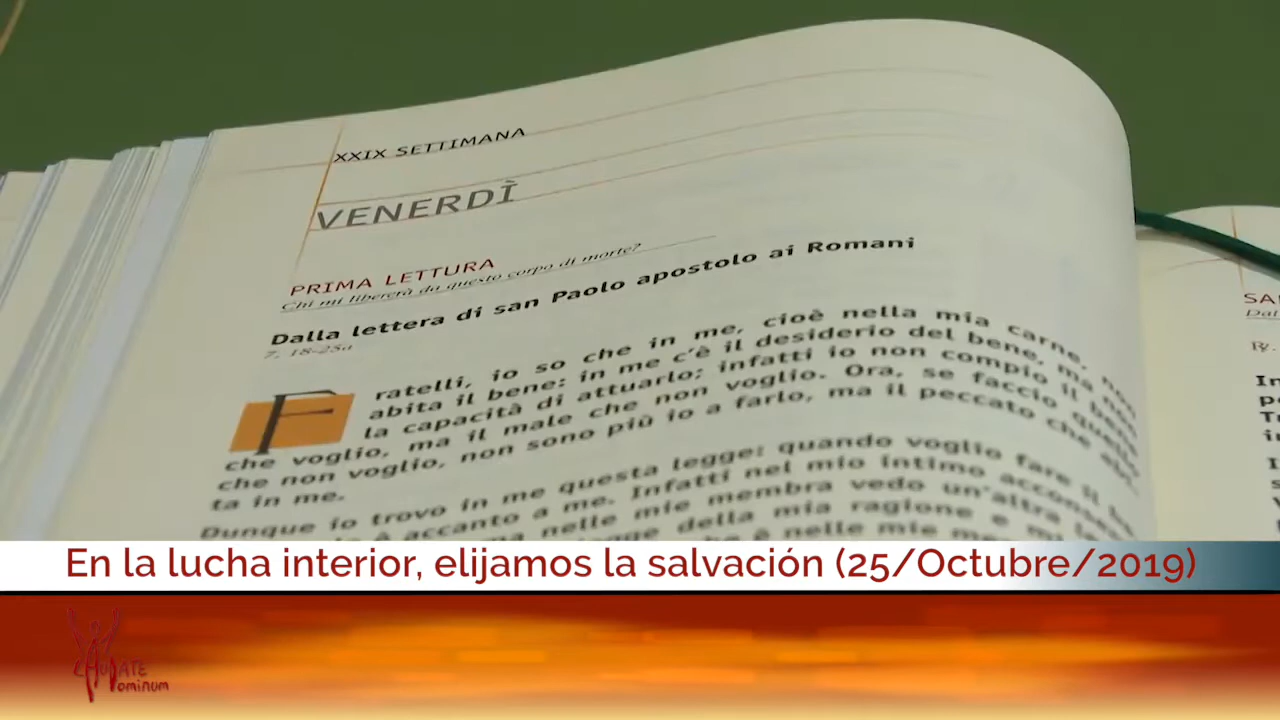 XXIX SETTIMANA
VENERDÌ
PRIMA LETTURA
Chi mi libererà da questo corpo di morte?
Dalla lettera di san Paolo apostolo ai Romani
7, 18-25a
Fratelli, io so che in me, cioè nella mia carne, non
abita il bene: in me c'è il desiderio del bene, ma non
la capacità di attuarlo; infatti io non compio il bene
che voglio, ma il male che non voglio. Ora, se faccio quello
che non voglio, non sono più io a farlo, ma il peccato che abi-
ta in me.
Dunque io trovo in me questa legge: quando voglio fare il
è accanto a me. Infatti nel mio intimo
nelle mie membra vedo un'altra
della mia ragione e mi
è nelle mie
SA
Dal
R/.
In
p
T
i
En la lucha interior, elijamos la salvación (25/Octubre/2019)
LAUDATE
Dominum